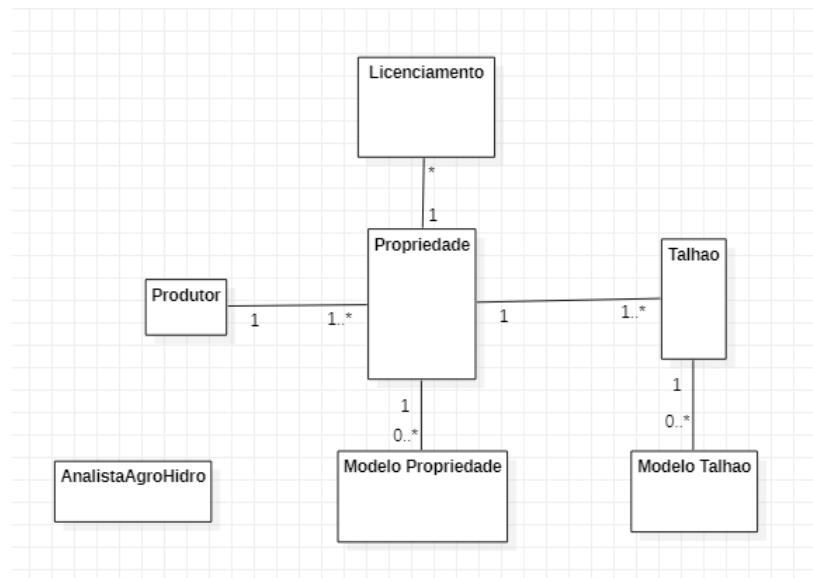 Licenciamento
*
1
Propriedade
Talhao
Produtor
1
1..*
1
1..*
1
0..*
1
0..*
AnalistaAgroHidro
Modelo Propriedade
Modelo Talhao